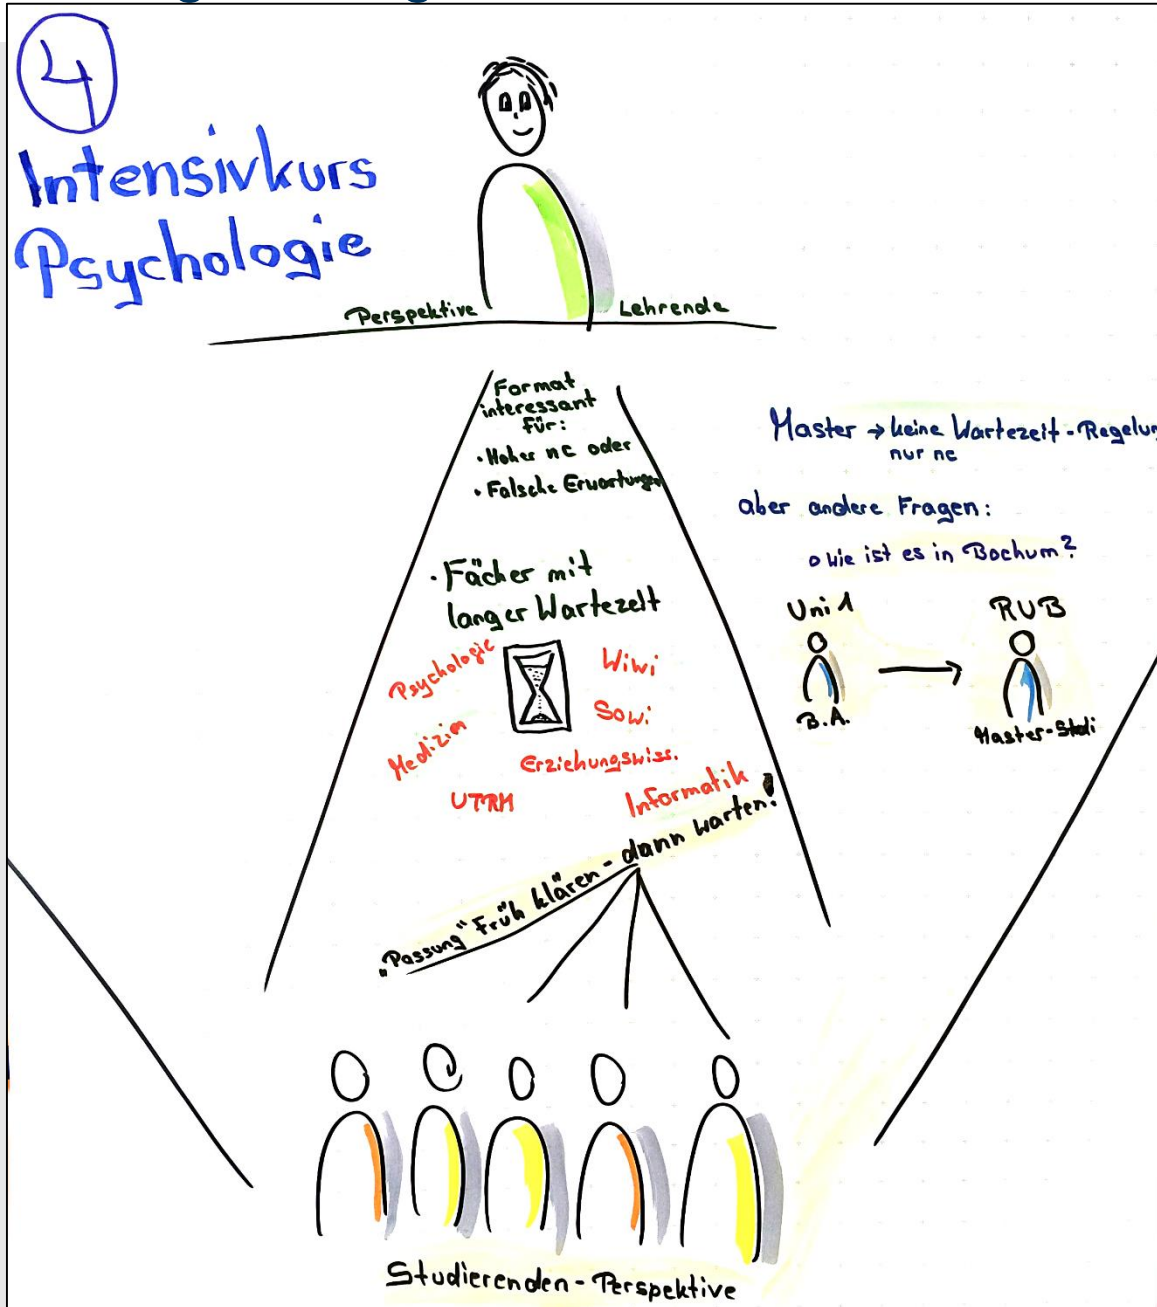 4
Intensivkurs
Psychologie
Perspektive Lehrende
Format
interessant
für:
· Hoher nc oder
· Falsche Erwartungen
· Fächer mit
langer Wartezeit
Psychologie
Wiwi
Medizin
Sowi
Erziehungswiss.
UTRM
Informatik
„Passung" früh klären - dann warten!
Studierenden-Perspektive
Master → keine Wartezeit-Regelun
nur nc
aber andere Fragen:
o wie ist es in Bochum?
Uni 1
RUB
B.A.
Master-Studi